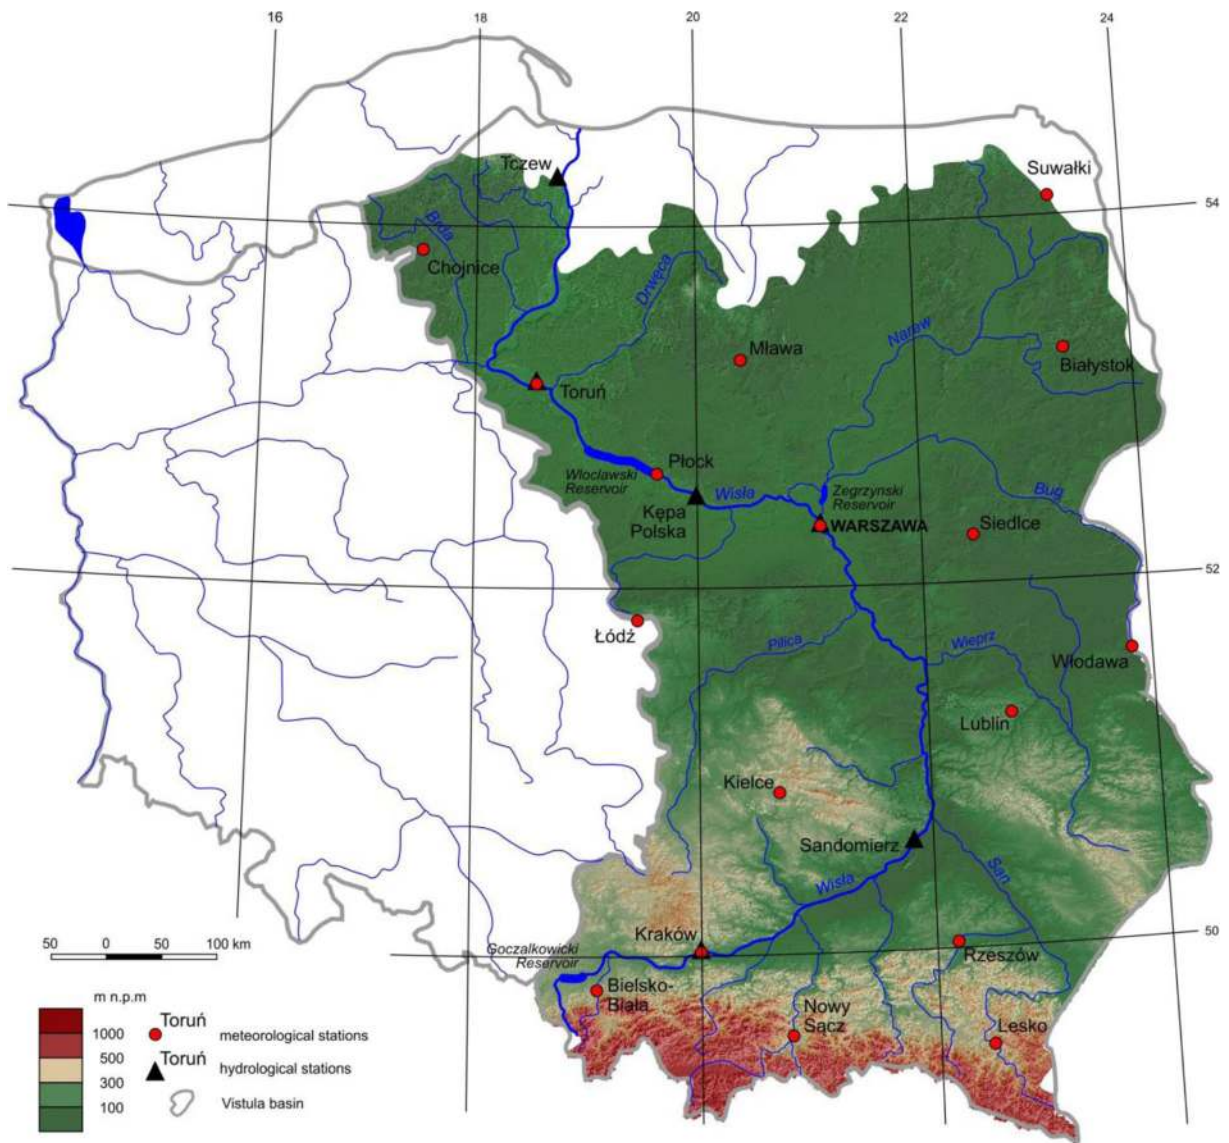 16
18
20
22
24
Tczew
Suwałki
54
Brda
Chojnice
Drwęca
Narew
Mława
Białystok
Toruń
Płock
Włocławski
Reservoir
Wisła
Zegrzynski
Reservoir
Bug
Kępa
Polska
WARSZAWA
Siedlce
52
Łódź
Pilica
Wieprz
Włodawa
Lublin
Kielce
Sandomierz
Wisła
San
50
50 0 50 100 km
Kraków
Goczalkowicki
Reservoir
Rzeszów
Bielsko-
Biała
Nowy
Sącz
Lesko
m n.p.m
1000
500
300
100
Toruń
meteorological stations
Toruń
hydrological stations
Vistula basin